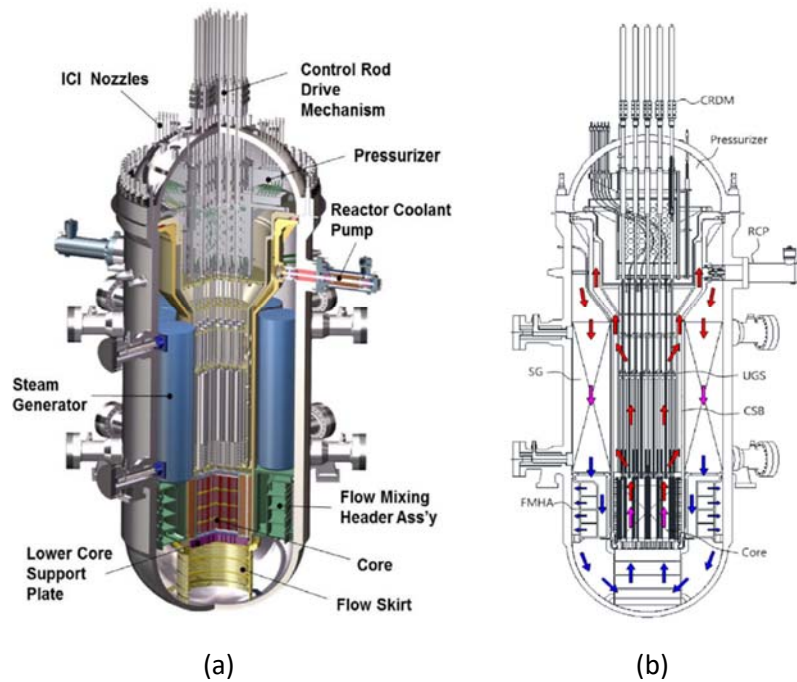 ICI Nozzles
Control Rod
Drive
Mechanism
Pressurizer
Reactor Coolant
Pump
Steam
Generator
Flow Mixing
Header Ass'y
Lower Core
Support
Plate
Core
Flow Skirt
(a)
CRDM
Pressurizer
RCP
SG
UGS
CSB
FMHA
Core
(b)